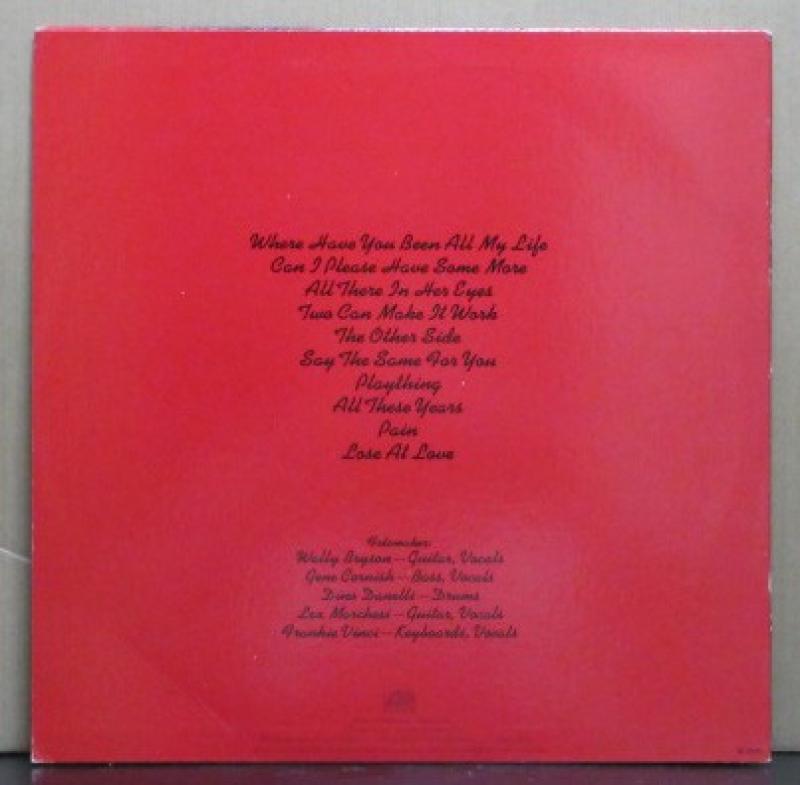 Where Have You Been All My Life
Can I Please Have Some More
All There In Her Eyes
Two Can Make It Work
The Other Side
Say The Same For You
Plaything
All These Years
Pain
Lose At Love
Fotomaker:
Wally Bryson—Guitar, Vocals
Gene Cornish—Bass, Vocals
Dino Danelli—Drums
Lex Marchesi—Guitar, Vocals
Frankie Vinci—Keyboards, Vocals